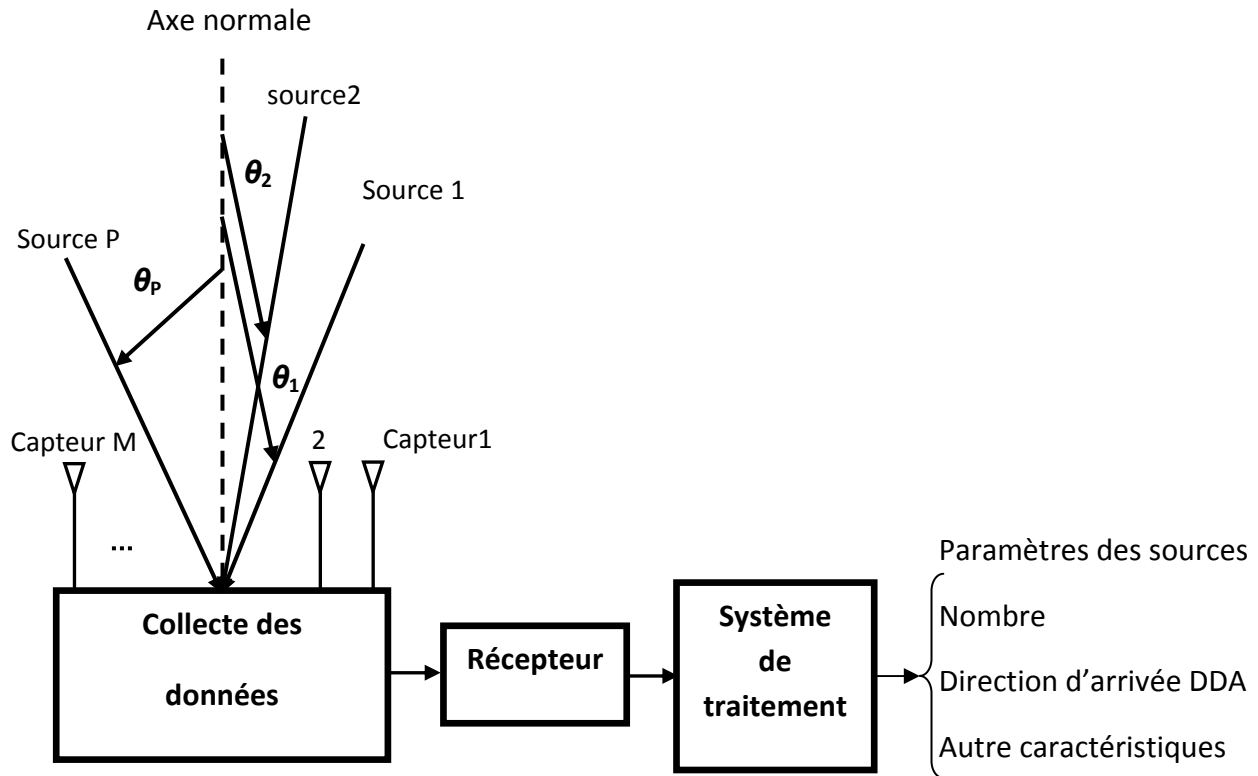 Axe normale
source2
θ2
Source 1
Source P
θP
θ1
Capteur M
2
Capteur1
...
Collecte des
données
Récepteur
Système
de
traitement
Paramètres des sources
Nombre
Direction d’arrivée DDA
Autre caractéristiques